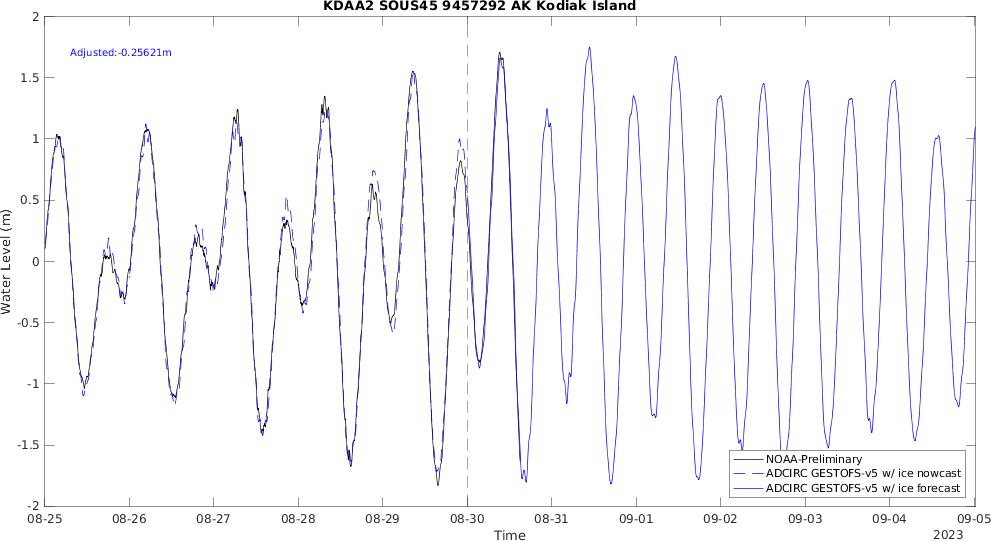 KDAA2 SOUS45 9457292 AK Kodiak Island
Adjusted:-0.25621m
Water Level (m)
2
1.5
1
0.5
0
-0.5
-1
-1.5
-2
NOAA-Preliminary
ADCIRC GESTOFS-v5 w/ ice nowcast
ADCIRC GESTOFS-v5 w/ ice forecast
08-25 08-26 08-27 08-28 08-29 08-30 08-31 09-01 09-02 09-03 09-04 09-05
Time
2023